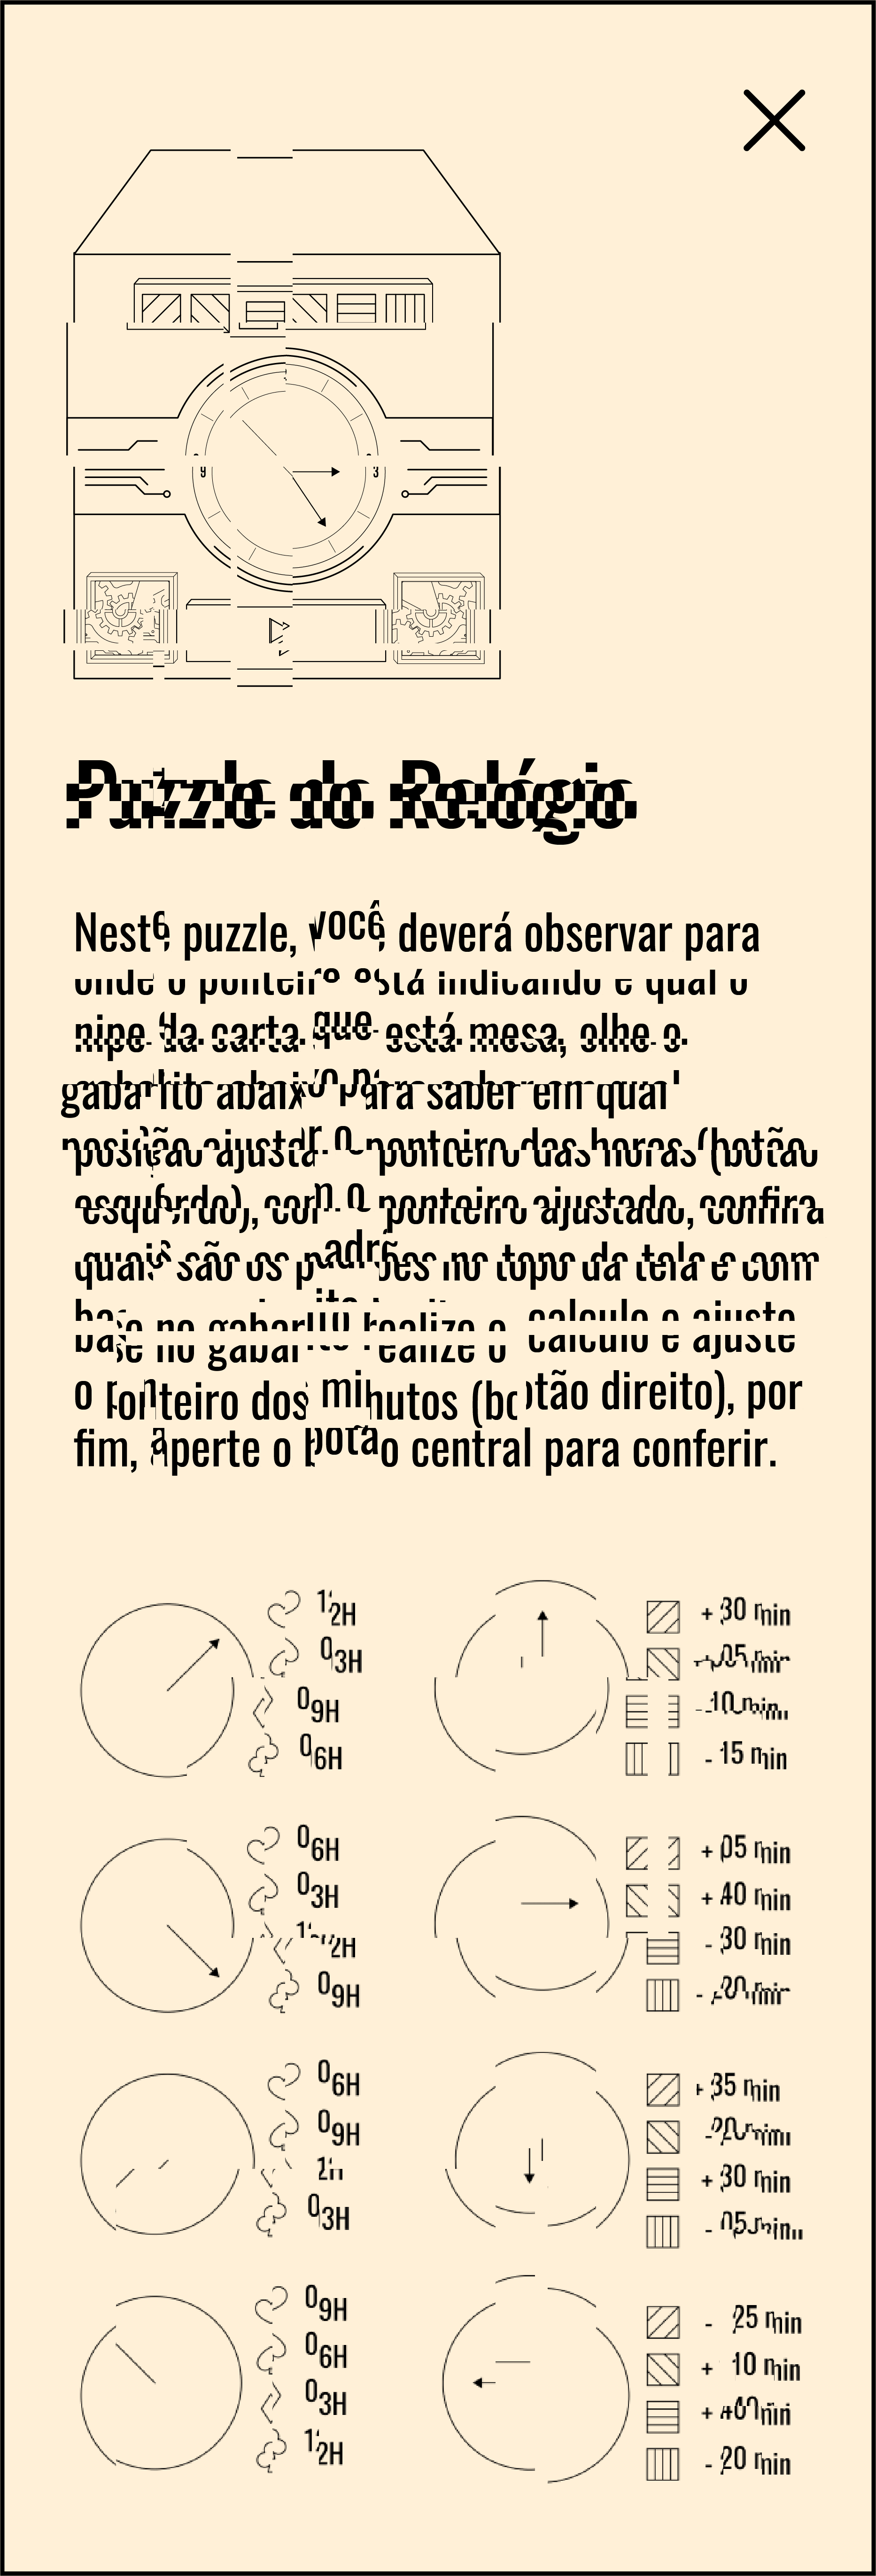 9 3
Puzzle do Relógio
Neste puzzle, você deverá observar para
onde o ponteiro está indicando e qual o
nipe da carta que está mesa, olhe o
gabarito abaixo para saber em qual
posição ajustar o ponteiro das horas (botão
esquerdo), com o ponteiro ajustado, confira
quais são os padrões no topo da tela e com
base no gabarito realize o calculo e ajuste
o ponteiro dos minutos (botão direito), por
fim, aperte o botão central para conferir.
12H
03H
09H
06H
+ 30 min
+ 05 min
- 10 min
- 15 min
06H
03H
12H
09H
+ 05 min
+ 40 min
- 30 min
- 20 min
06H
09H
03H
+ 35 min
- 20 min
+ 30 min
- 05 min
09H
06H
03H
12H
- 25 min
+ 10 min
+ 40 min
- 20 min